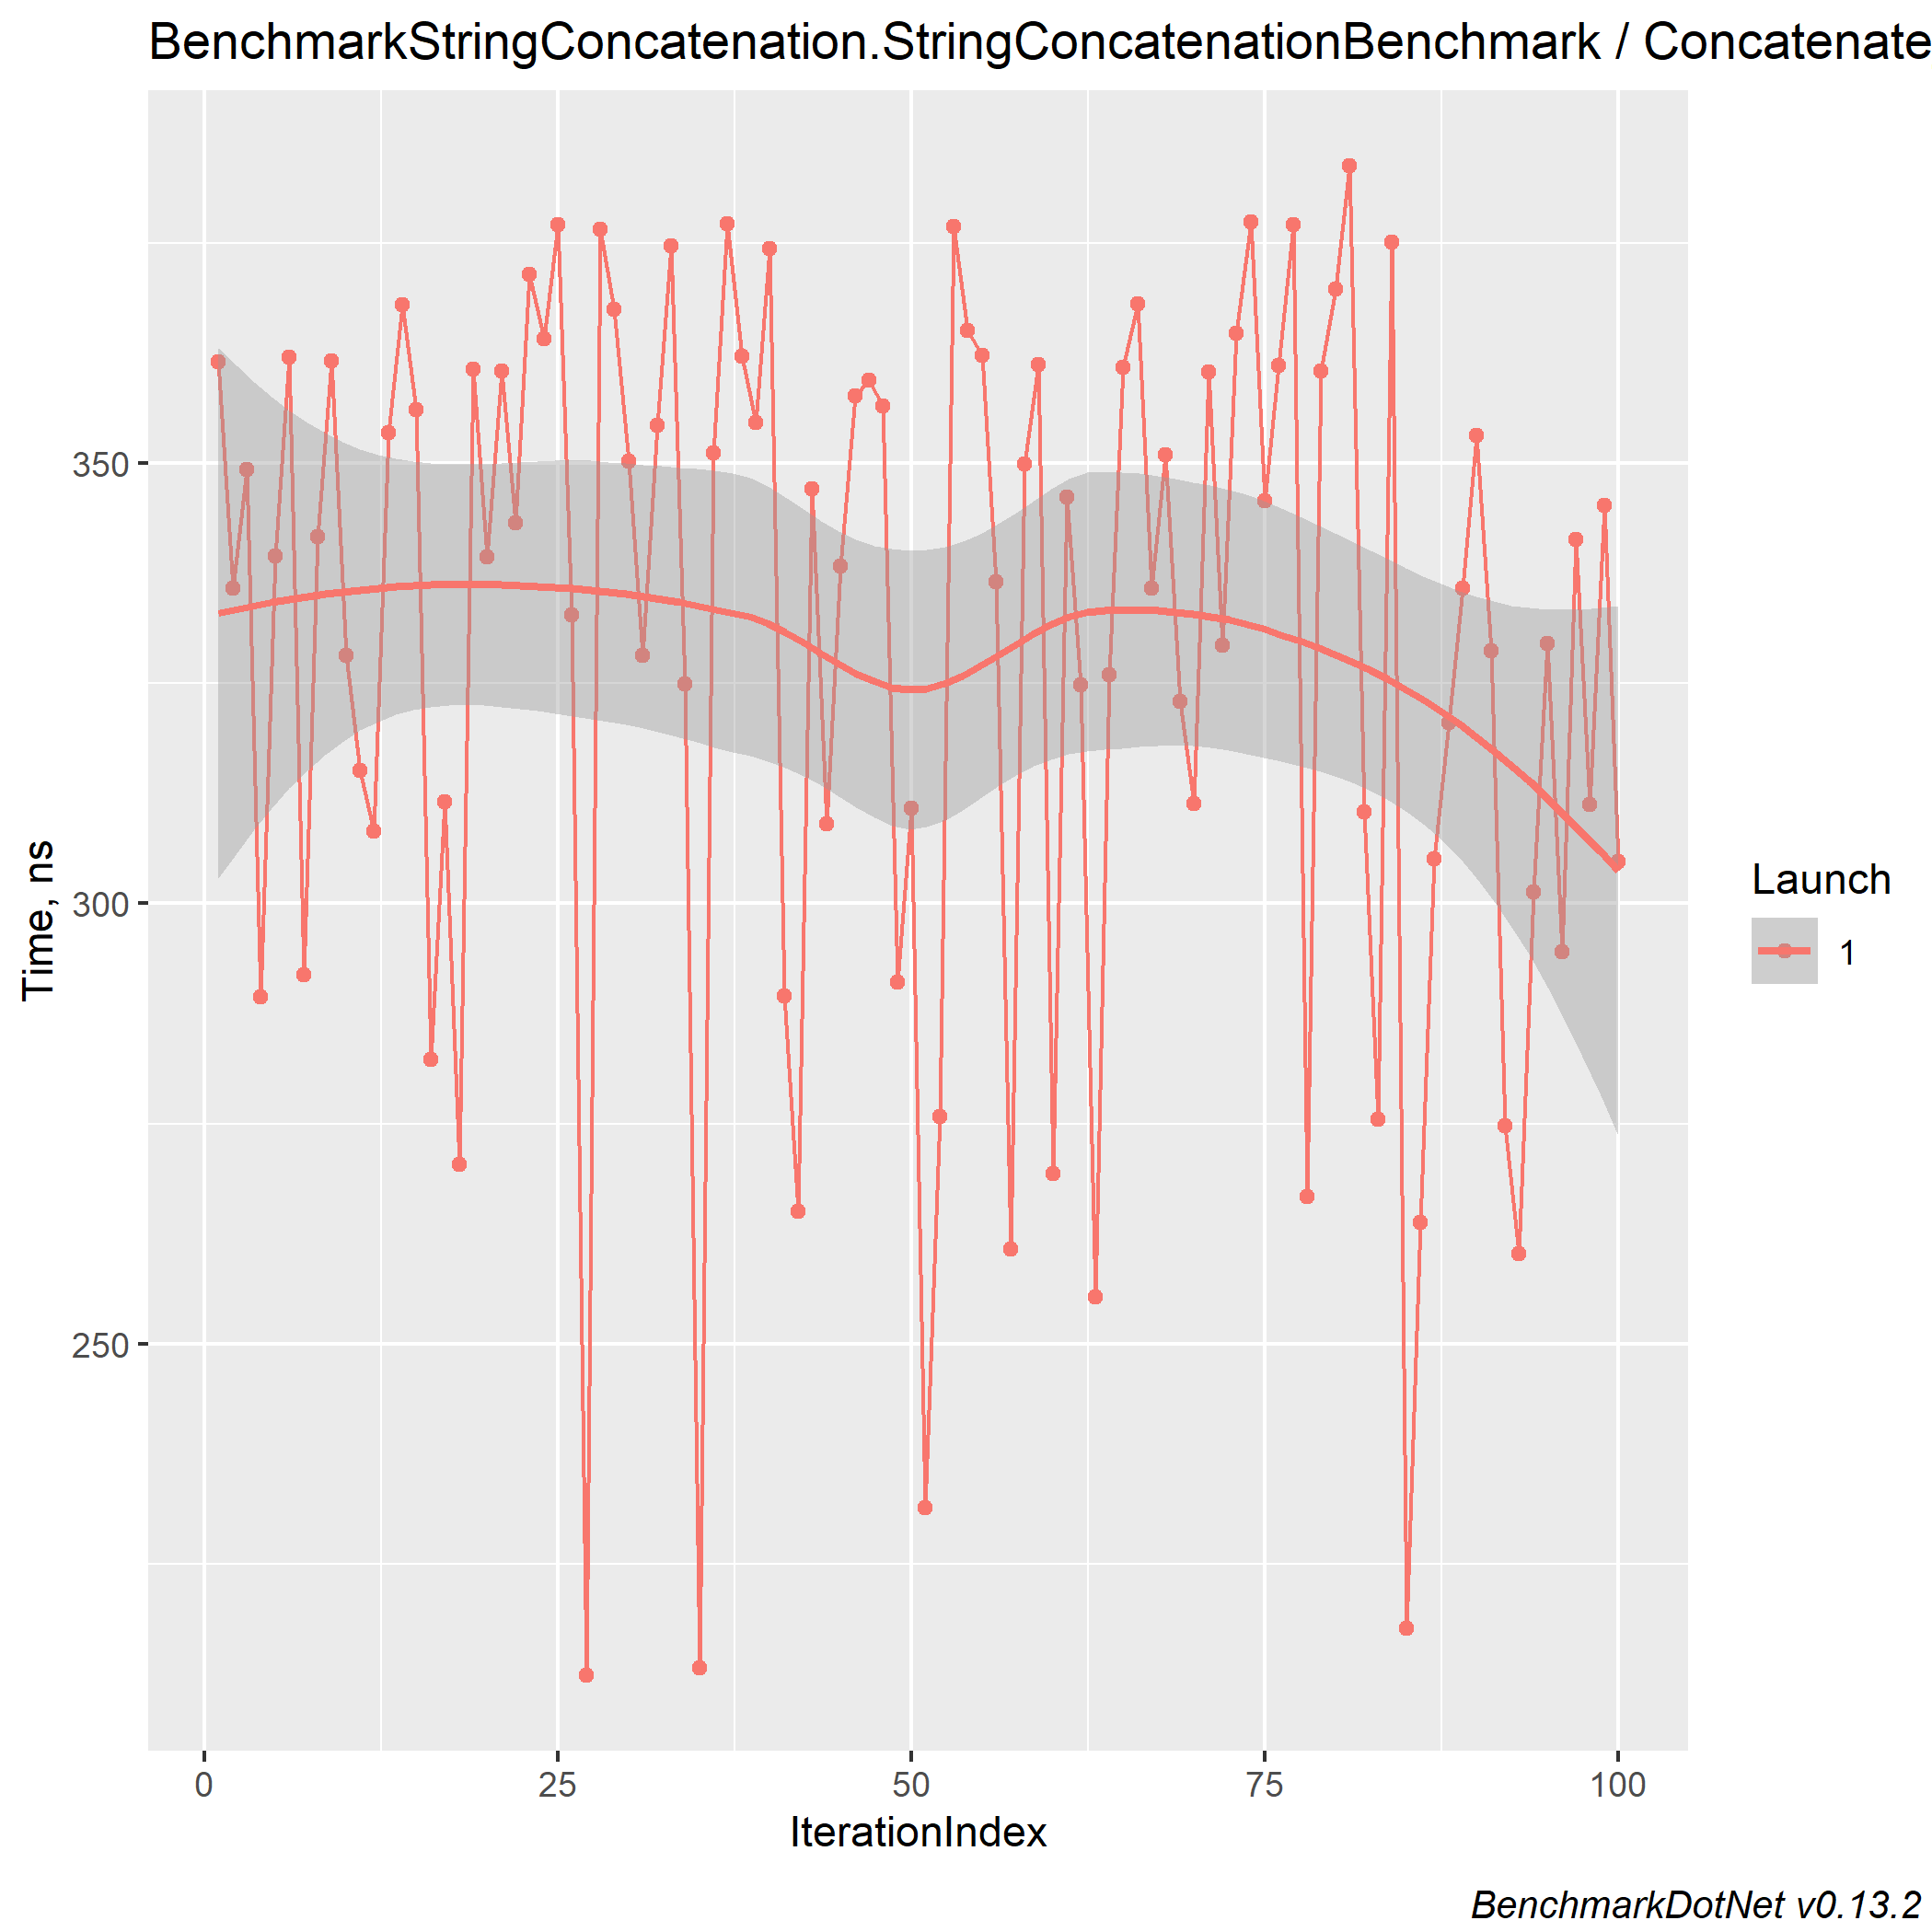 BenchmarkStringConcatenation.StringConcatenationBenchmark / Concatenate
350
300
250
Time, ns
0 25 50 75 100
IterationIndex
Launch
1
BenchmarkDotNet v0.13.2